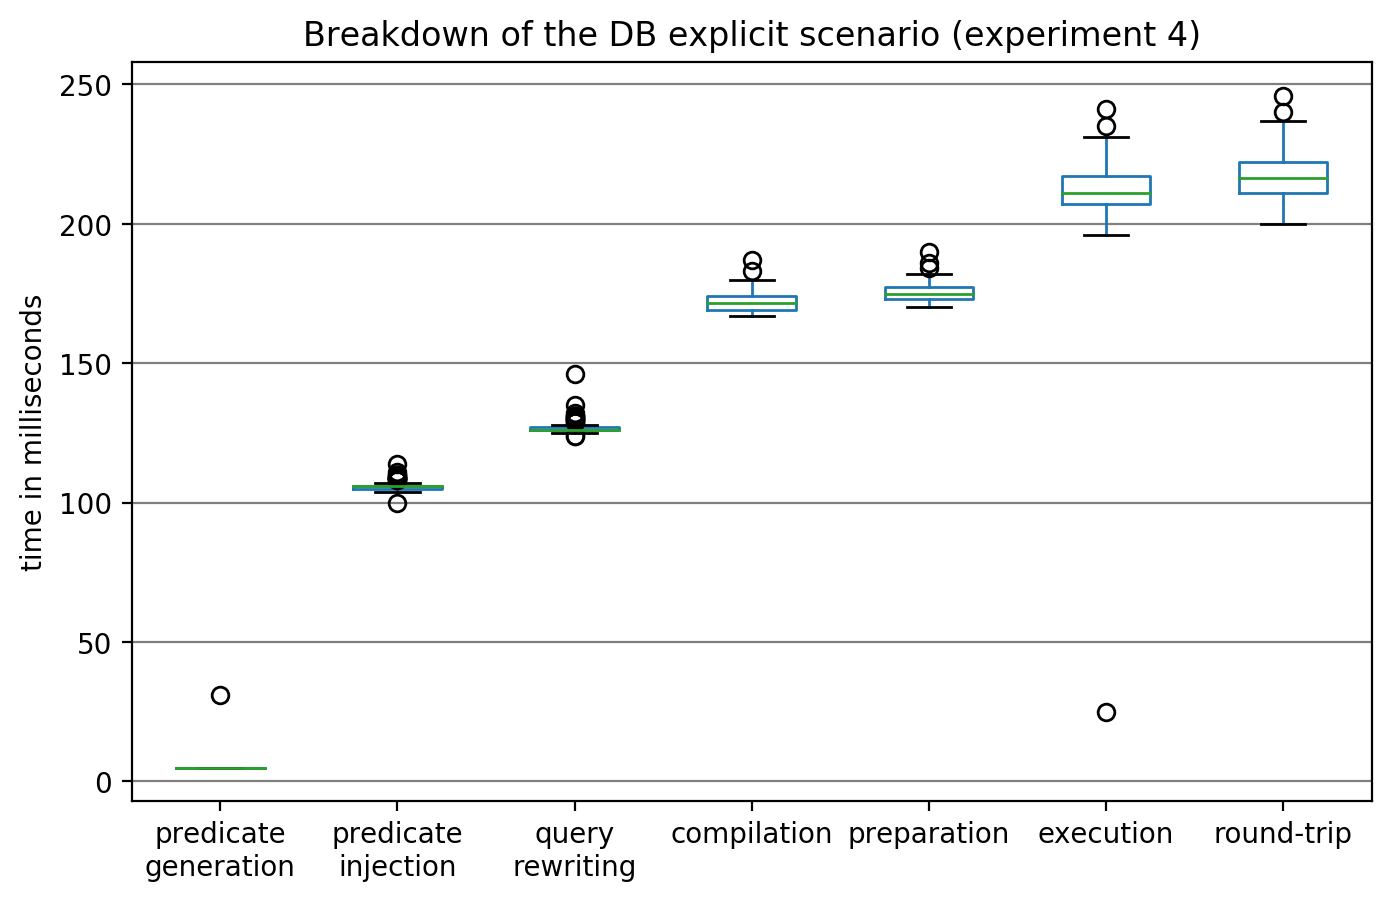 Breakdown of the DB explicit scenario (experiment 4)
time in milliseconds
250
200
150
100
50
0
predicate generation
predicate injection
query rewriting
compilation
preparation
execution
round-trip